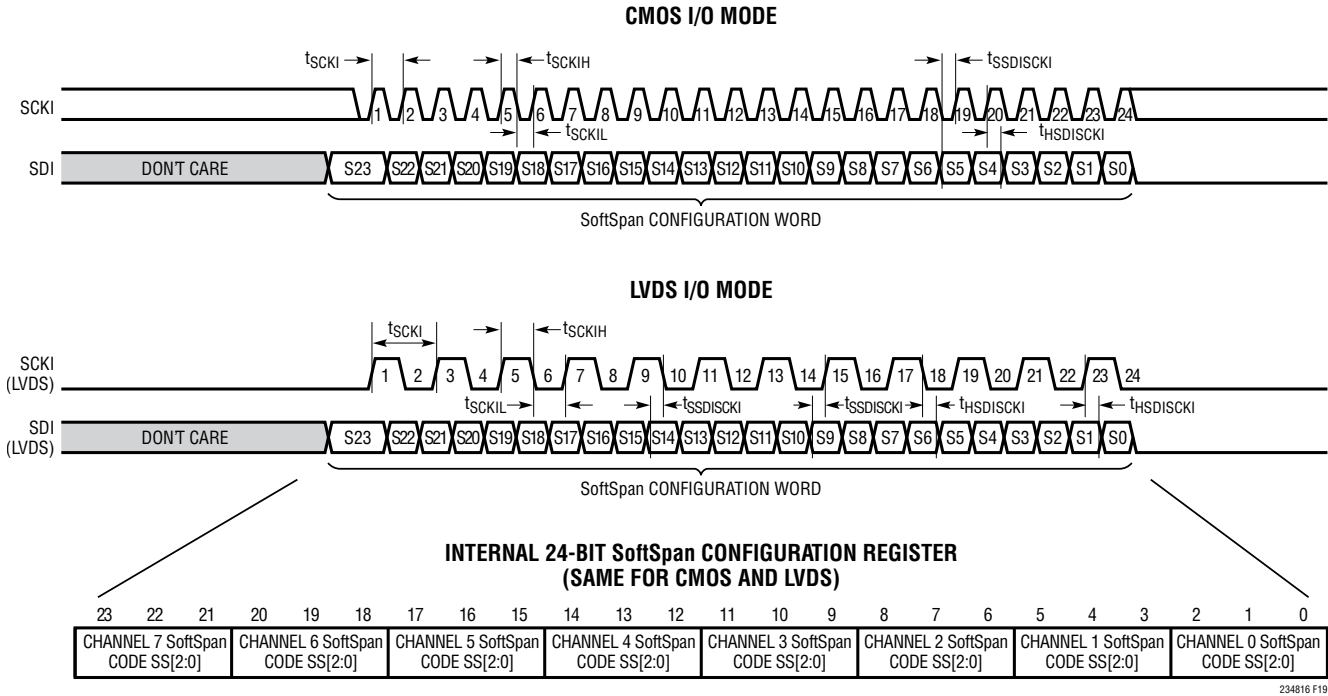 CMOS I/O MODE
tSCKI tSCKIH tSSDISCKI
SCKI 1 2 3 4 5 6 7 8 9 10 11 12 13 14 15 16 17 18 19 20 21 22 23 24
tSCKIL tHSDISCKI
SDI DON'T CARE S23 S22 S21 S20 S19 S18 S17 S16 S15 S14 S13 S12 S11 S10 S9 S8 S7 S6 S5 S4 S3 S2 S1 S0
SoftSpan CONFIGURATION WORD
LVDS I/O MODE
tSCKI tSCKIH
SCKI
(LVDS)
1 2 3 4 5 6 7 8 9 10 11 12 13 14 15 16 17 18 19 20 21 22 23 24
tSCKIL tSSDISCKI tSSDISCKI tHSDISCKI tHSDISCKI
SDI
(LVDS)
DON'T CARE S23 S22 S21 S20 S19 S18 S17 S16 S15 S14 S13 S12 S11 S10 S9 S8 S7 S6 S5 S4 S3 S2 S1 S0
SoftSpan CONFIGURATION WORD
INTERNAL 24-BIT SoftSpan CONFIGURATION REGISTER
(SAME FOR CMOS AND LVDS)
23 22 21 20 19 18 17 16 15 14 13 12 11 10 9 8 7 6 5 4 3 2 1 0
CHANNEL 7 SoftSpan CHANNEL 6 SoftSpan CHANNEL 5 SoftSpan CHANNEL 4 SoftSpan CHANNEL 3 SoftSpan CHANNEL 2 SoftSpan CHANNEL 1 SoftSpan CHANNEL 0 SoftSpan
CODE SS[2:0] CODE SS[2:0] CODE SS[2:0] CODE SS[2:0] CODE SS[2:0] CODE SS[2:0] CODE SS[2:0] CODE SS[2:0]
234816 F19